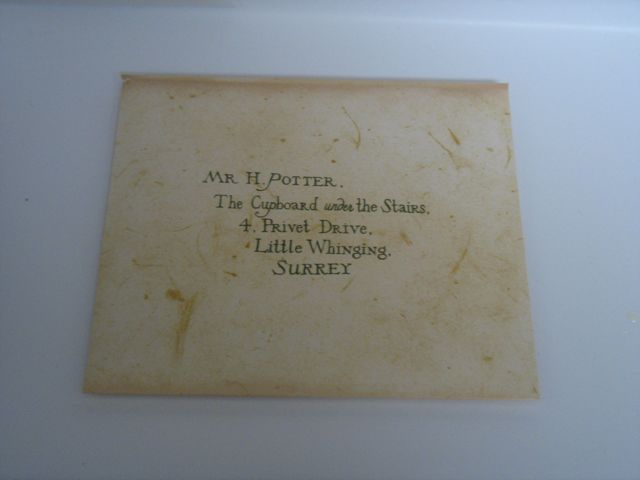 Mr H. Potter,
The Cupboard under the Stairs,
4, Privet Drive,
Little Whinging,
SURREY